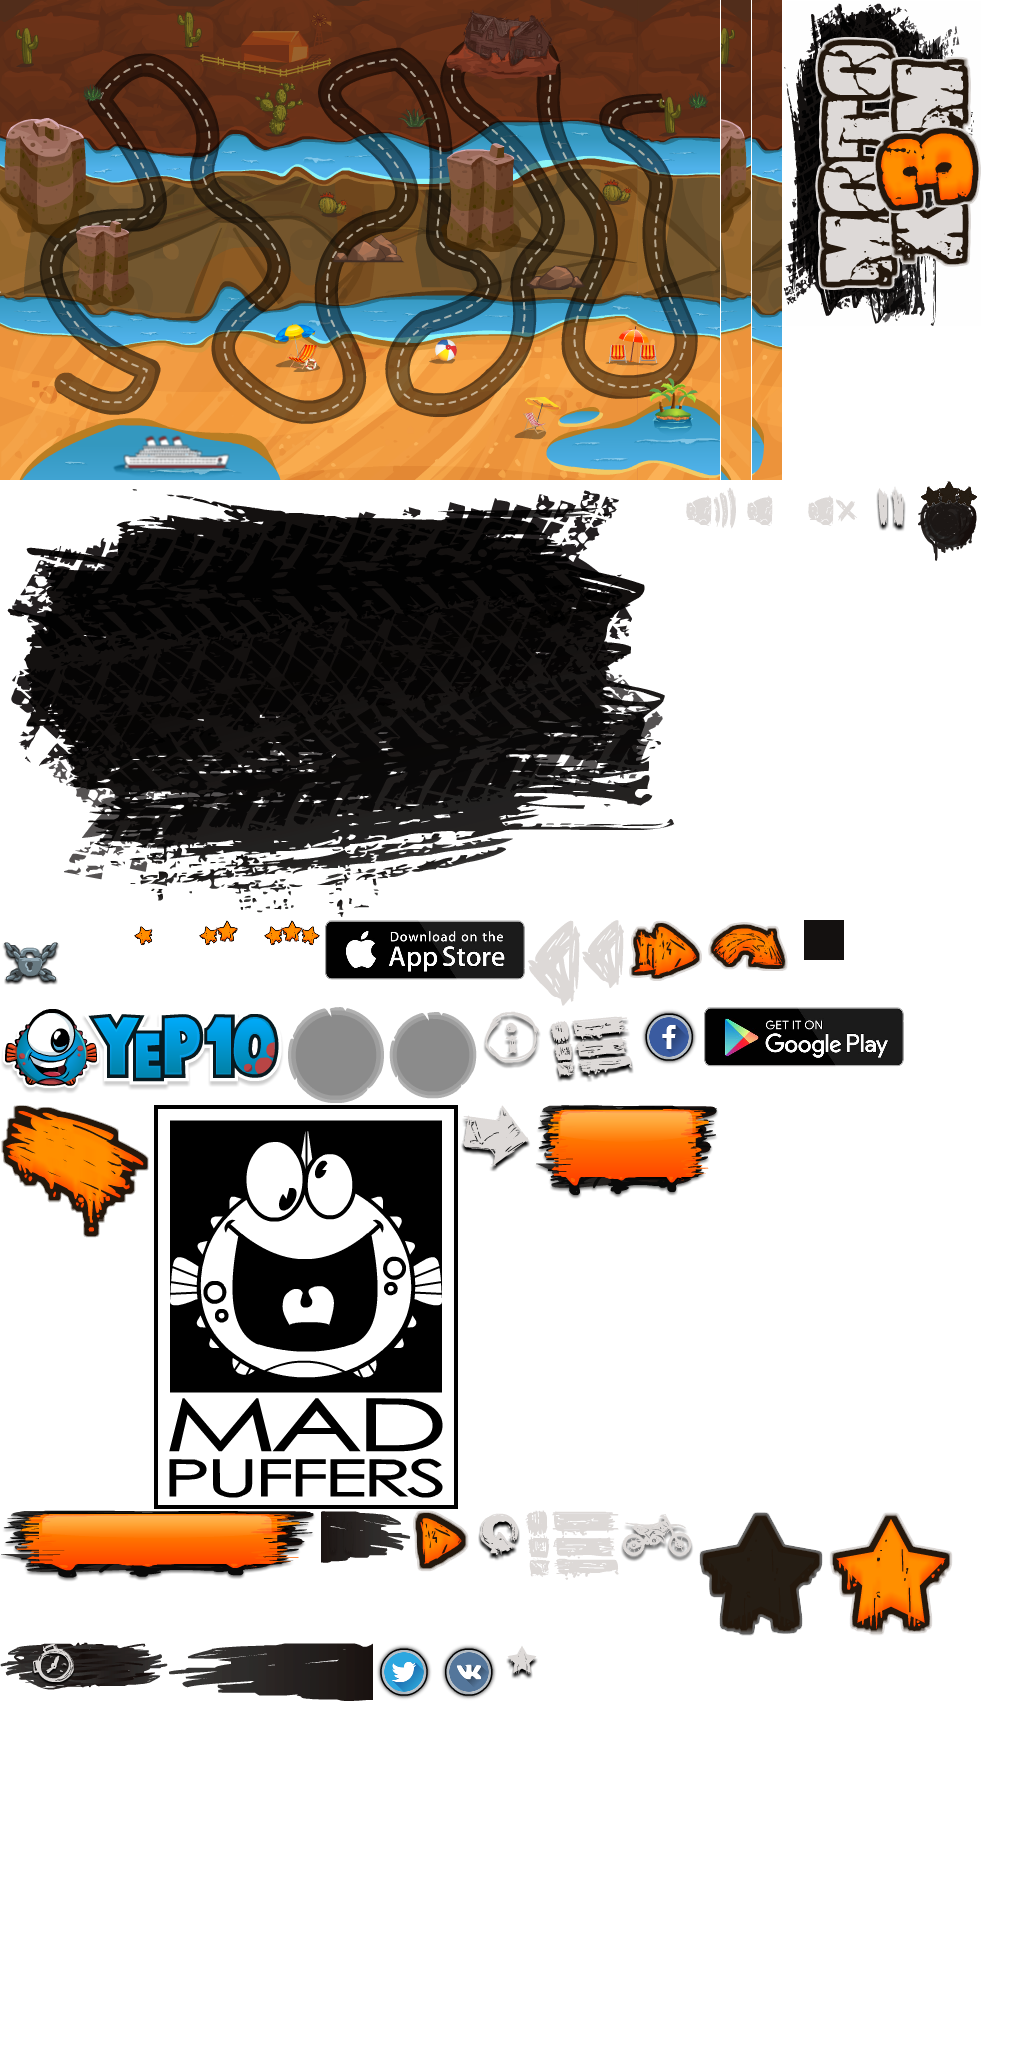 MOTO
X3M
Download on the
App Store
YEP10
GET IT ON
Google Play
MAD
PUFFERS